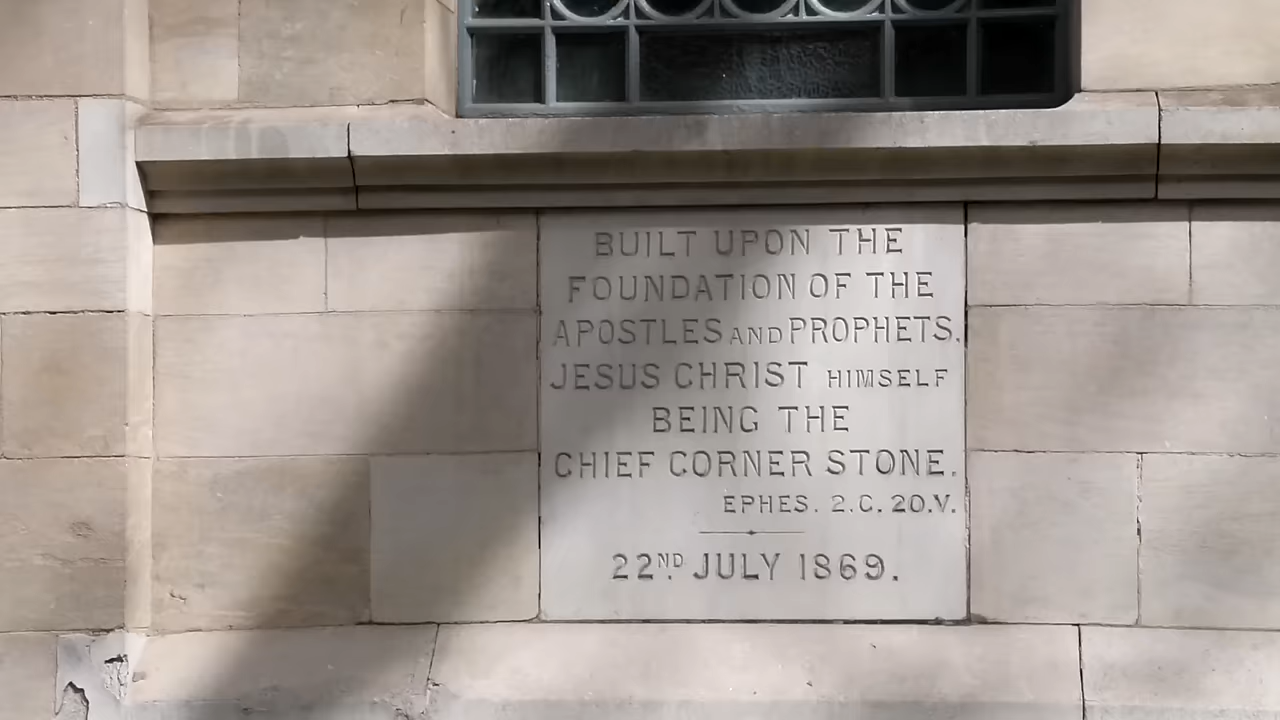 BUILT UPON THE
FOUNDATION OF THE
APOSTLES AND PROPHETS.
JESUS CHRIST HIMSELF
BEING THE
CHIEF CORNER STONE.
EPHES. 2.C. 20.V.
22ND. JULY 1869.